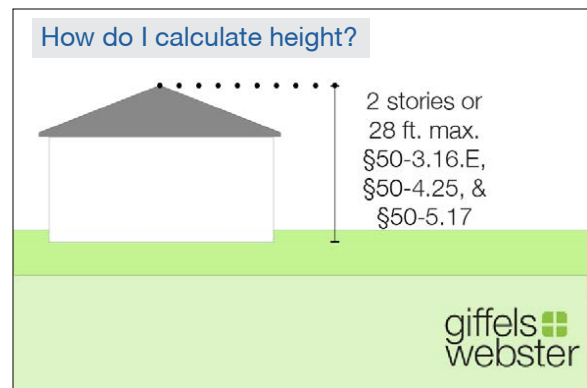 How do I calculate height?
2 stories or
28 ft. max.
§50-3.16.E,
§50-4.25, &
§50-5.17
giffels
webster